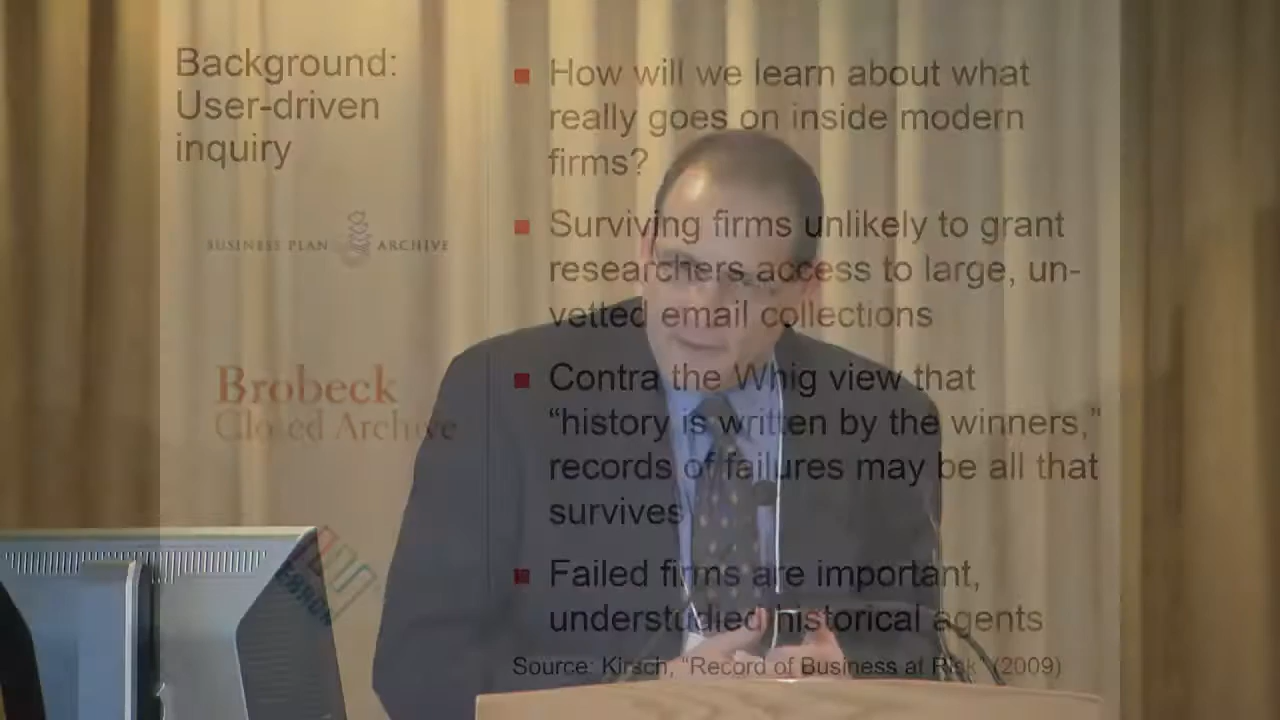 Background:
User-driven
inquiry
BUSINESS PLAN ARCHIVE
Brobeck
Closed Archive
ENRON
How will we learn about what
really goes on inside modern
firms?
Surviving firms unlikely to grant
researchers access to large, un-
vetted email collections
Contra the Whig view that
“history is written by the winners,”
records of failures may be all that
survives
Failed firms are important,
understudied historical agents
Source: Kirsch, “Record of Business at Risk” (2009)